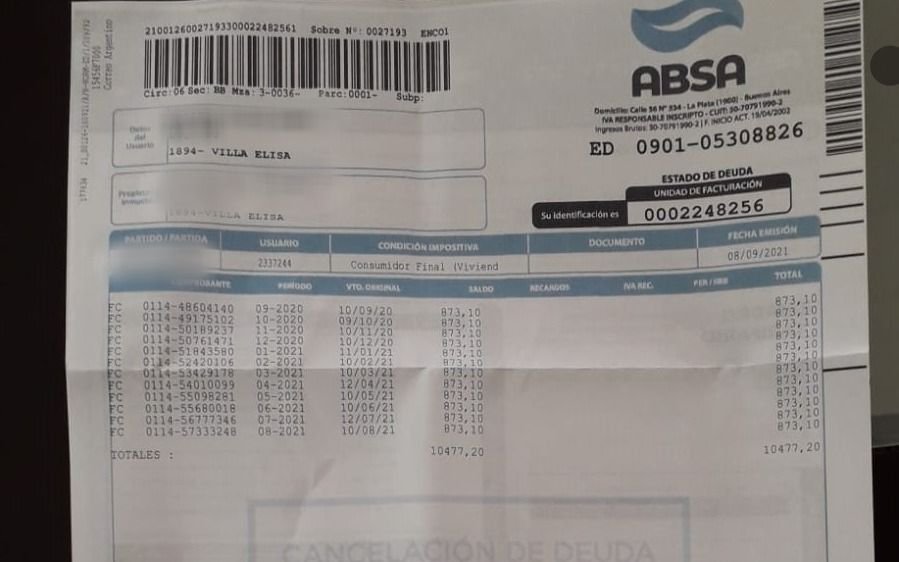 21001260027193300022482561 Sobre Nº: 0027193 ENCO1
Circ:06 Sec: BB Mza: 3-0036- Parc:0001- Subp:
Correo Argentino
Datos
del
Usuario
1894- VILLA ELISA
1894-VILLA ELISA
ABSA
Domicilio: Calle 56 Nº 534 - La Plata (1900) - Buenos Aires
IVA RESPONSABLE INSCRIPTO - CUIT: 30-70791990-2
Ingresos Brutos: 30-70791990-2 | F. INICIO ACT. 19/04/2002
ED 0901-05308826
ESTADO DE DEUDA
UNIDAD DE FACTURACIÓN
Su identificación es 0002248256
PARTIDO / PARTIDA USUARIO CONDICIÓN IMPOSITIVA DOCUMENTO FECHA EMISIÓN
2337244 Consumidor Final (Viviend 08/09/2021
COMPROBANTE PERÍODO VTO. ORIGINAL SALDO RECARGOS IVA REC. TOTAL
FC 0114-48604140 09-2020 10/09/20 873,10 873,10
FC 0114-49175102 10-2020 09/10/20 873,10 873,10
FC 0114-50189237 11-2020 10/11/20 873,10 873,10
FC 0114-50761471 12-2020 10/12/20 873,10 873,10
FC 0114-51843580 01-2021 11/01/21 873,10 873,10
FC 0114-52420106 02-2021 10/02/21 873,10 873,10
FC 0114-53429178 03-2021 10/03/21 873,10 873,10
FC 0114-54010099 04-2021 12/04/21 873,10 873,10
FC 0114-55098281 05-2021 10/05/21 873,10 873,10
FC 0114-55680018 06-2021 10/06/21 873,10 873,10
FC 0114-56777346 07-2021 12/07/21 873,10 873,10
FC 0114-57333248 08-2021 10/08/21 873,10 873,10
TOTALES : 10477,20 10477,20
CANCELACIÓN DE DEUDA